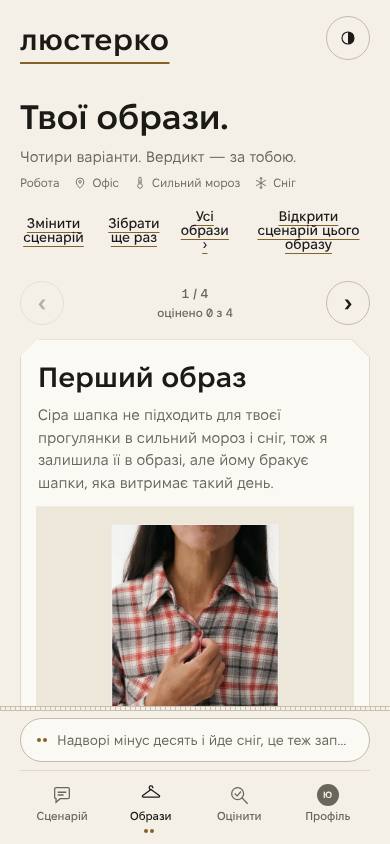 люстерко
Твої образи.
Чотири варіанти. Вердикт — за тобою.
Робота Офіс Сильний мороз Сніг
Змінити
сценарій
Зібрати
ще раз
Усі
образи
›
Відкрити
сценарій цього
образу
‹ 1 / 4 ›
оцінено 0 з 4
Перший образ
Сіра шапка не підходить для твоєї
прогулянки в сильний мороз і сніг, тож я
залишила її в образі, але йому бракує
шапки, яка витримає такий день.
Надворі мінус десять і йде сніг, це теж зап...
Сценарій Образи Оцінити Ю Профіль